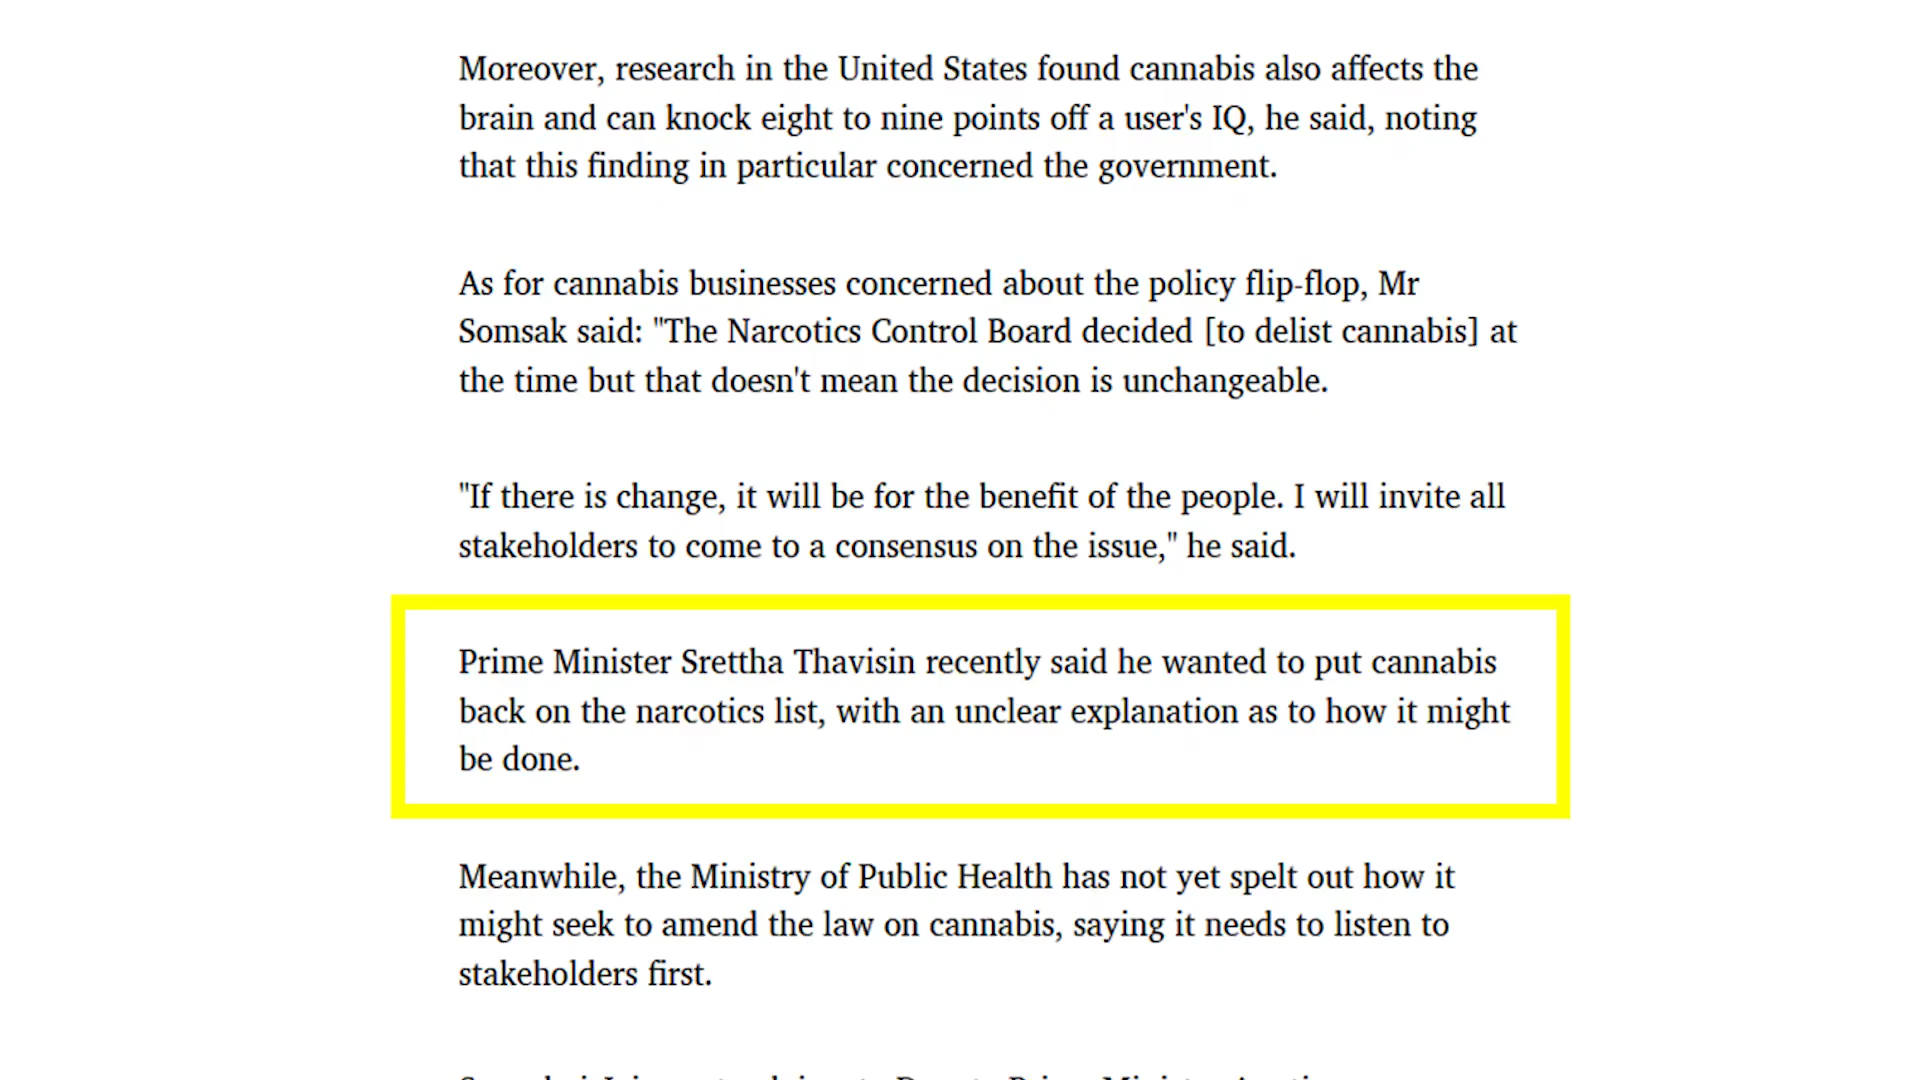 Moreover, research in the United States found cannabis also affects the
brain and can knock eight to nine points off a user's IQ, he said, noting
that this finding in particular concerned the government.
As for cannabis businesses concerned about the policy flip-flop, Mr
Somsak said: "The Narcotics Control Board decided [to delist cannabis] at
the time but that doesn't mean the decision is unchangeable.
"If there is change, it will be for the benefit of the people. I will invite all
stakeholders to come to a consensus on the issue," he said.
Prime Minister Srettha Thavisin recently said he wanted to put cannabis
back on the narcotics list, with an unclear explanation as to how it might
be done.
Meanwhile, the Ministry of Public Health has not yet spelt out how it
might seek to amend the law on cannabis, saying it needs to listen to
stakeholders first.